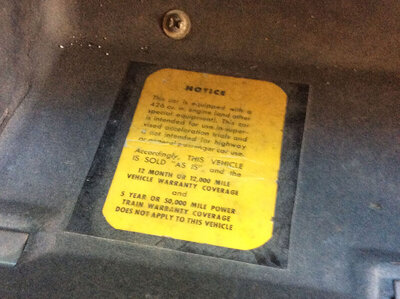 NOTICE
This car is equipped with a
426 cu. in. engine (and other
special equipment). This car
is intended for use in super-
vised acceleration trials and
is not intended for highway
or general passenger car use.
Accordingly, THIS VEHICLE
IS SOLD "AS IS", and the
12 MONTH OR 12,000 MILE
VEHICLE WARRANTY COVERAGE
and
5 YEAR OR 50,000 MILE POWER
TRAIN WARRANTY COVERAGE
DOES NOT APPLY TO THIS VEHICLE